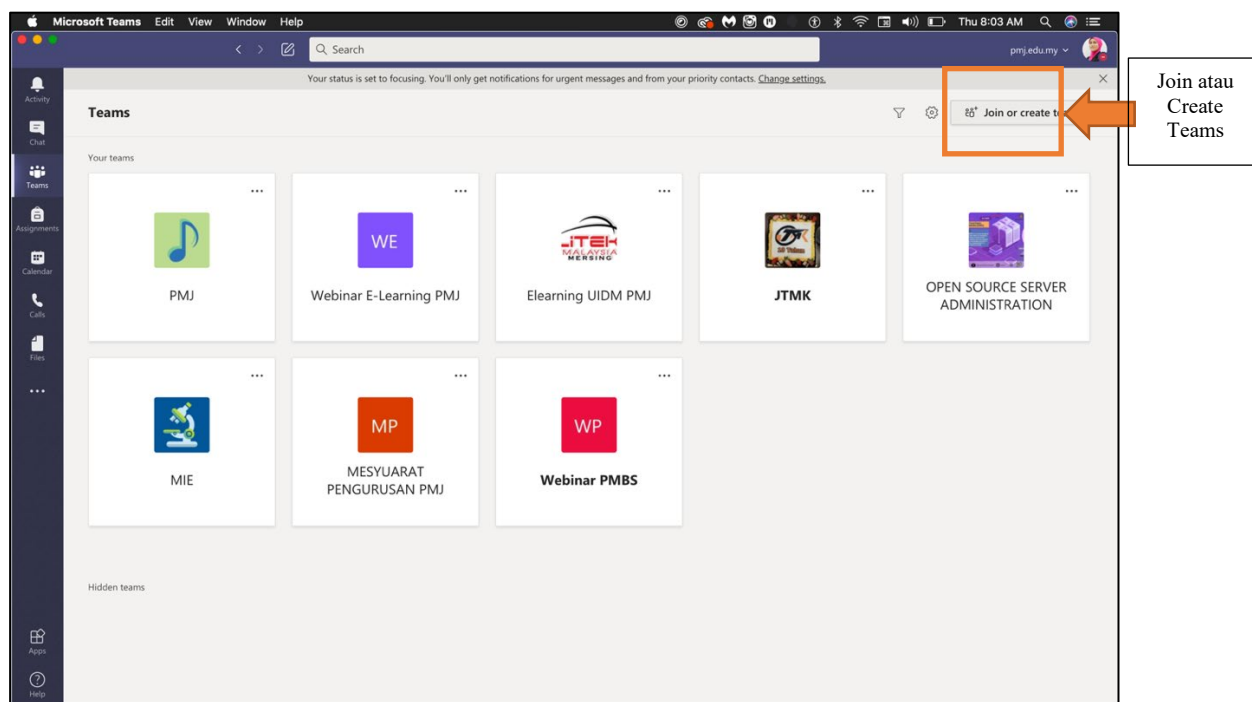 Microsoft Teams Edit View Window Help
Thu 8:03 AM
Search
pmj.edu.my
Your status is set to focusing. You'll only get notifications for urgent messages and from your priority contacts. Change settings.
Activity
Chat
Teams
Assignments
Calendar
Calls
Files
Apps
Help
Teams
Join or create
Join atau
Create
Teams
Your teams
PMJ
WE
Webinar E-Learning PMJ
JTEK
MALAYSIA
MERSING
Elearning UIDM PMJ
JTMK
OPEN SOURCE SERVER
ADMINISTRATION
MIE
MP
MESYUARAT
PENGURUSAN PMJ
WP
Webinar PMBS
Hidden teams